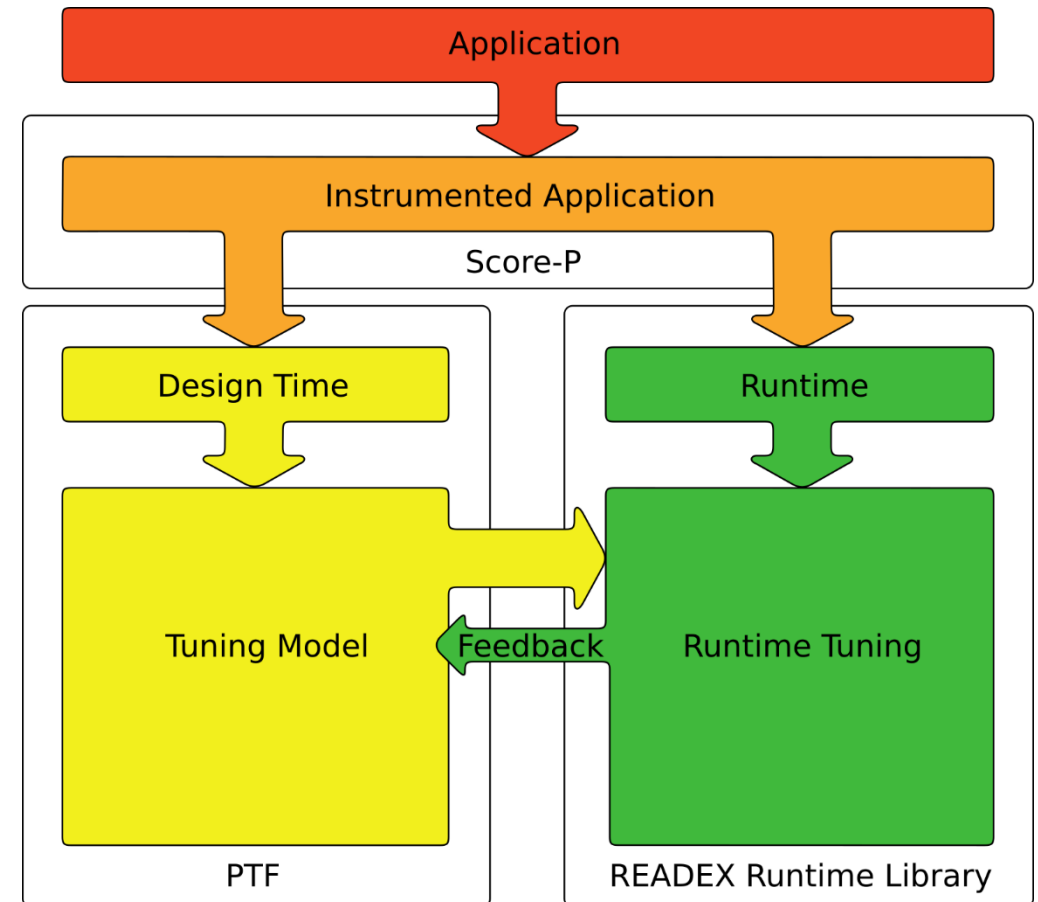 Application
Instrumented Application
Score-P
Design Time
Runtime
Tuning Model
Feedback
Runtime Tuning
PTF
READEX Runtime Library